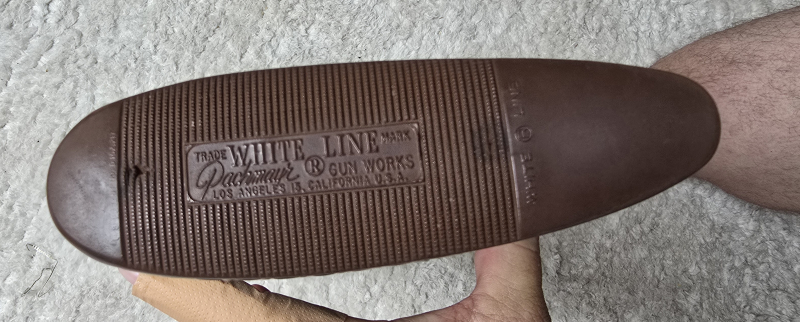 TRADE WHITE LINE MARK
Pachmayr ® GUN WORKS
LOS ANGELES 15, CALIFORNIA U.S.A.